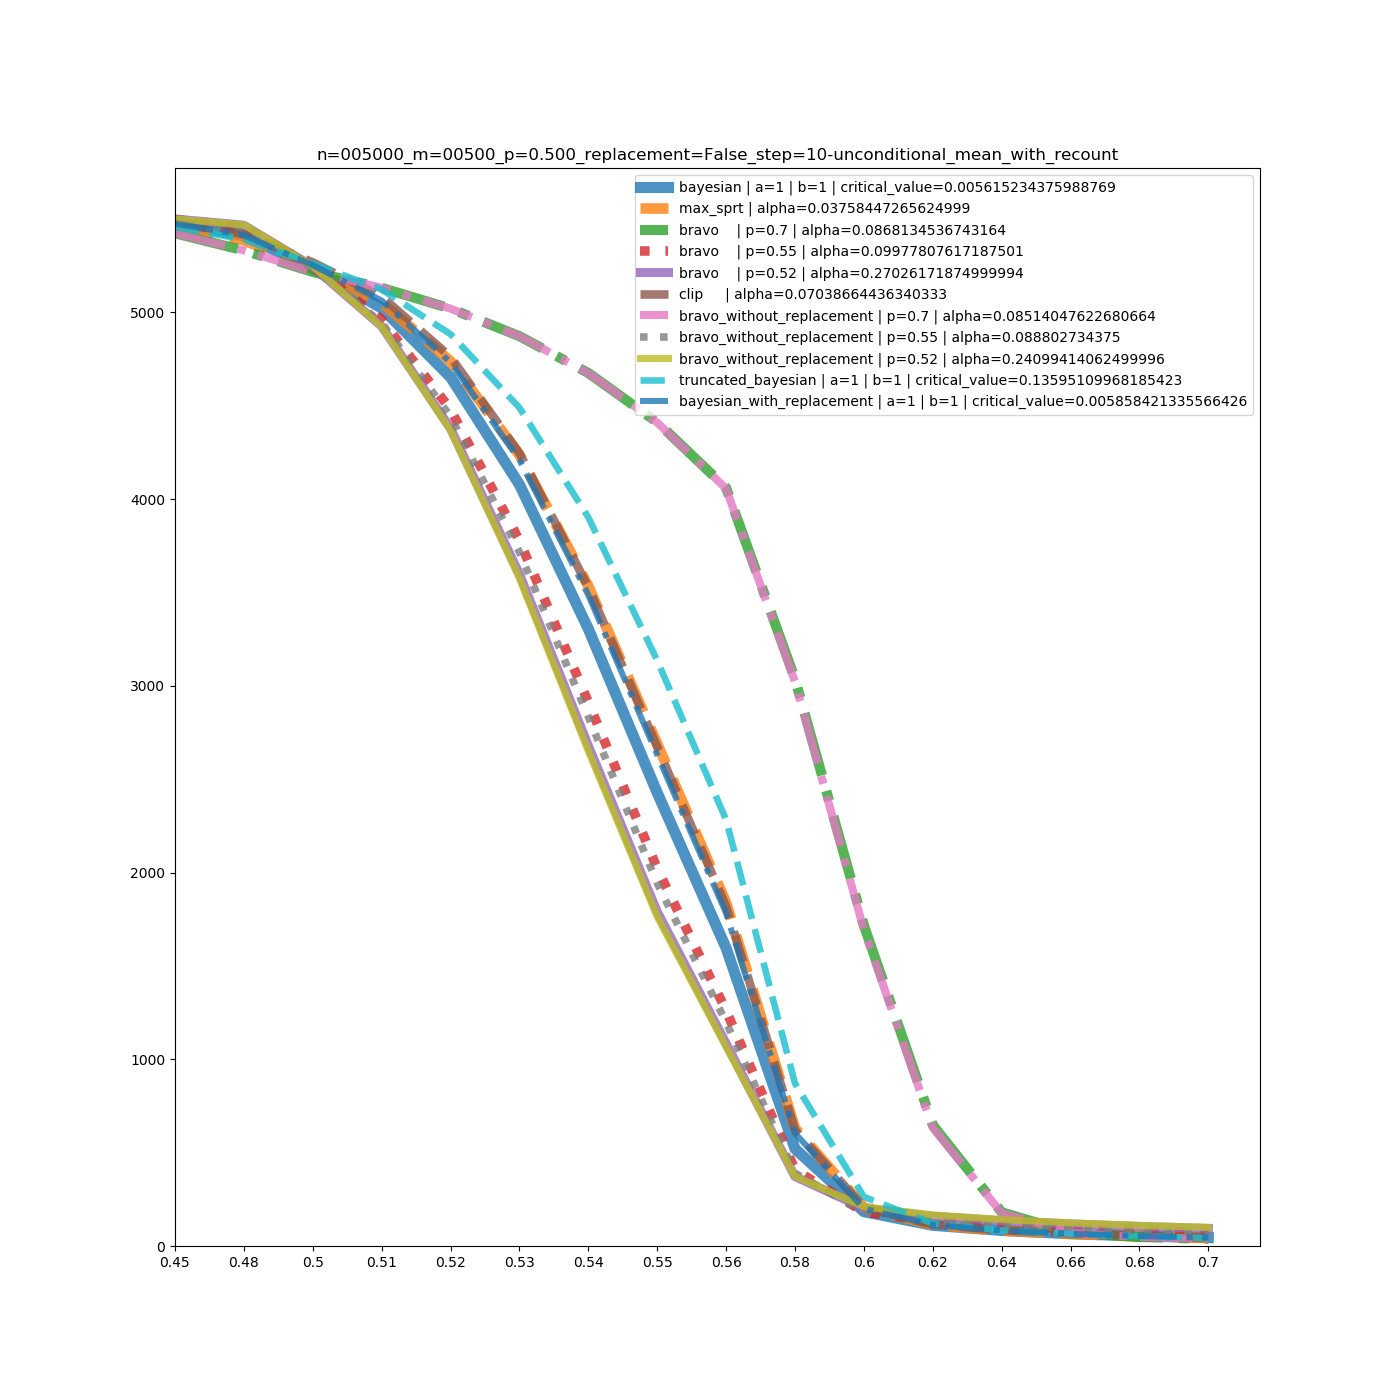 n=005000_m=00500_p=0.500_replacement=False_step=10-unconditional_mean_with_recount
bayesian | a=1 | b=1 | critical_value=0.005615234375988769
max_sprt | alpha=0.03758447265624999
bravo    | p=0.7 | alpha=0.0868134536743164
bravo    | p=0.55 | alpha=0.09977807617187501
bravo    | p=0.52 | alpha=0.27026171874999994
clip     | alpha=0.07038664436340333
bravo_without_replacement | p=0.7 | alpha=0.08514047622680664
bravo_without_replacement | p=0.55 | alpha=0.088802734375
bravo_without_replacement | p=0.52 | alpha=0.24099414062499996
truncated_bayesian | a=1 | b=1 | critical_value=0.13595109968185423
bayesian_with_replacement | a=1 | b=1 | critical_value=0.005858421335566426
5000
4000
3000
2000
1000
0
0.45 0.48 0.5 0.51 0.52 0.53 0.54 0.55 0.56 0.58 0.6 0.62 0.64 0.66 0.68 0.7